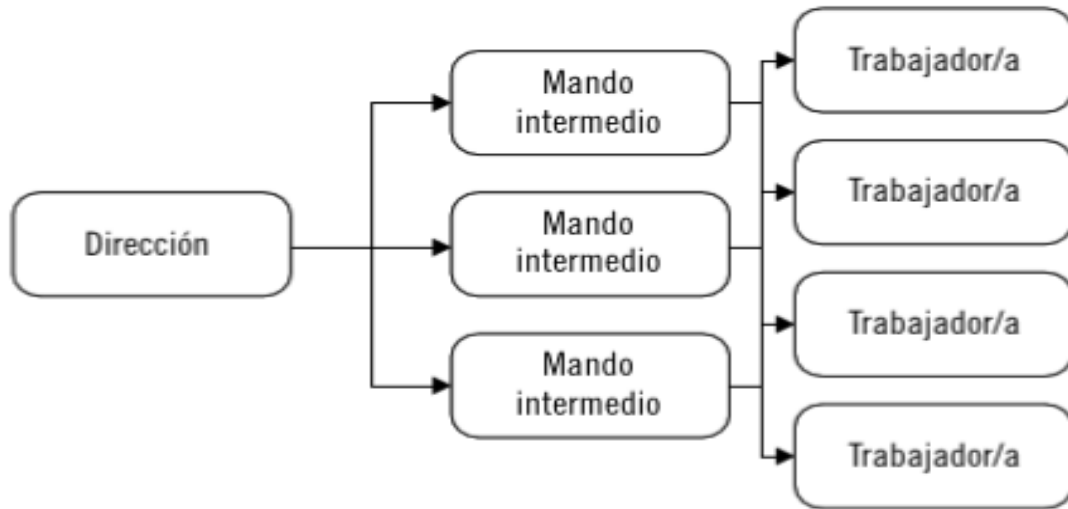 Dirección
Mando
intermedio
Mando
intermedio
Mando
intermedio
Trabajador/a
Trabajador/a
Trabajador/a
Trabajador/a